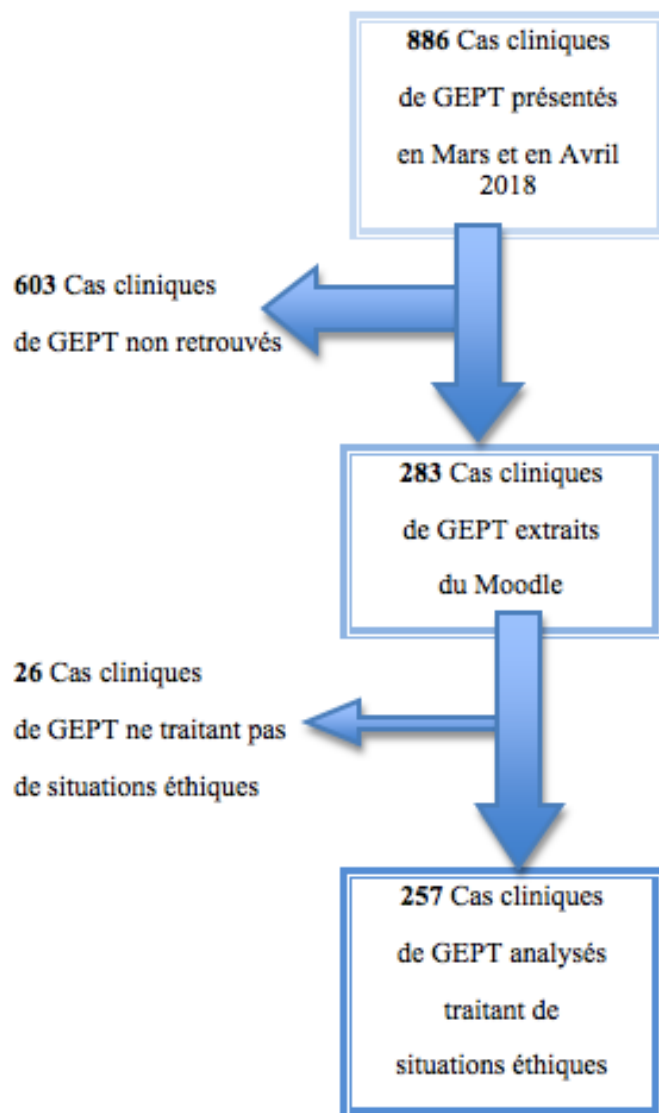 886 Cas cliniques
de GEPT présentés
en Mars et en Avril
2018
603 Cas cliniques
de GEPT non retrouvés
283 Cas cliniques
de GEPT extraits
du Moodle
26 Cas cliniques
de GEPT ne traitant pas
de situations éthiques
257 Cas cliniques
de GEPT analysés
traitant de
situations éthiques